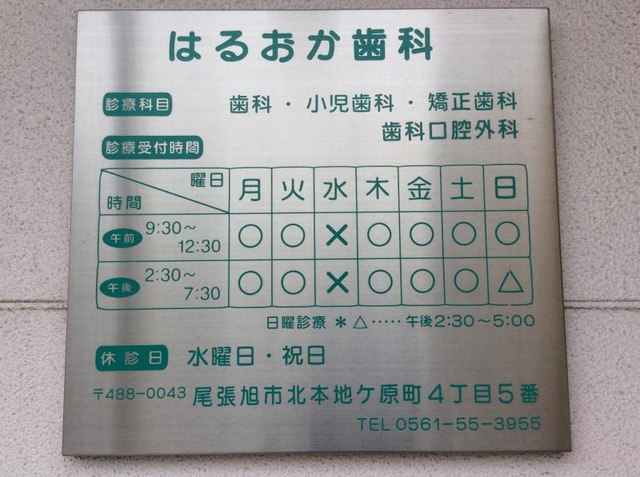 はるおか歯科
診療科目 歯科・小児歯科・矯正歯科
歯科口腔外科
診療受付時間
曜日 時間 月 火 水 木 金 土 日
午前 9:30～12:30 ○ ○ × ○ ○ ○ ○
午後 2:30～7:30 ○ ○ × ○ ○ ○ △
日曜診療 * △‥‥‥午後2:30～5:00
休診日 水曜日・祝日
〒488-0043 尾張旭市北本地ケ原町4丁目5番
TEL 0561-55-3955